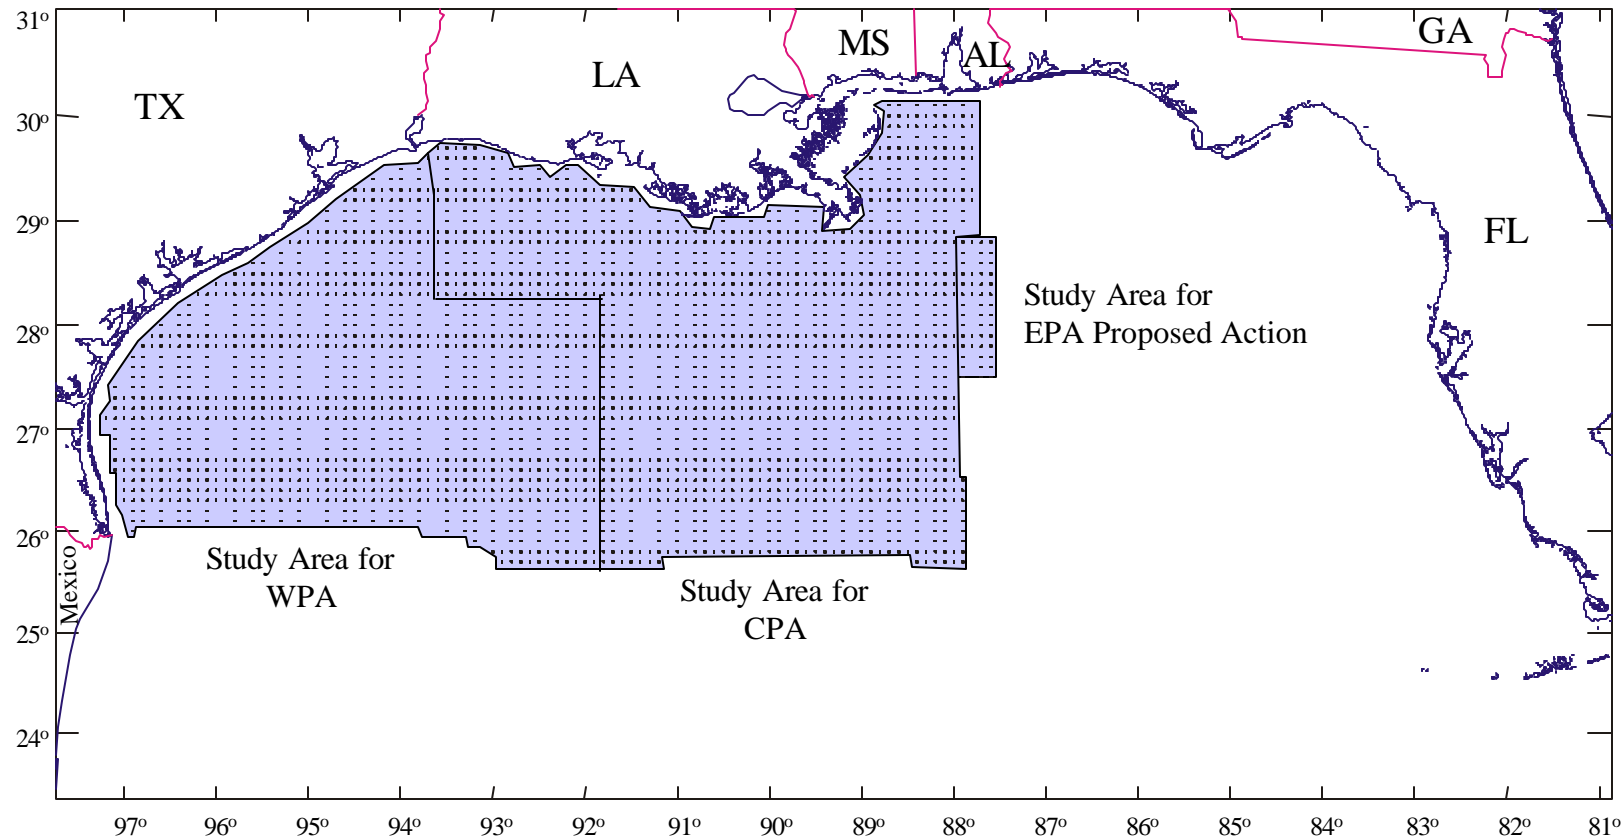 31°
GA
MS
AL
LA
TX
30°
29°
FL
Study Area for
EPA Proposed Action
28°
27°
26°
Study Area for
WPA
Mexico
Study Area for
CPA
25°
24°
97° 96° 95° 94° 93° 92° 91° 90° 89° 88° 87° 86° 85° 84° 83° 82° 81°